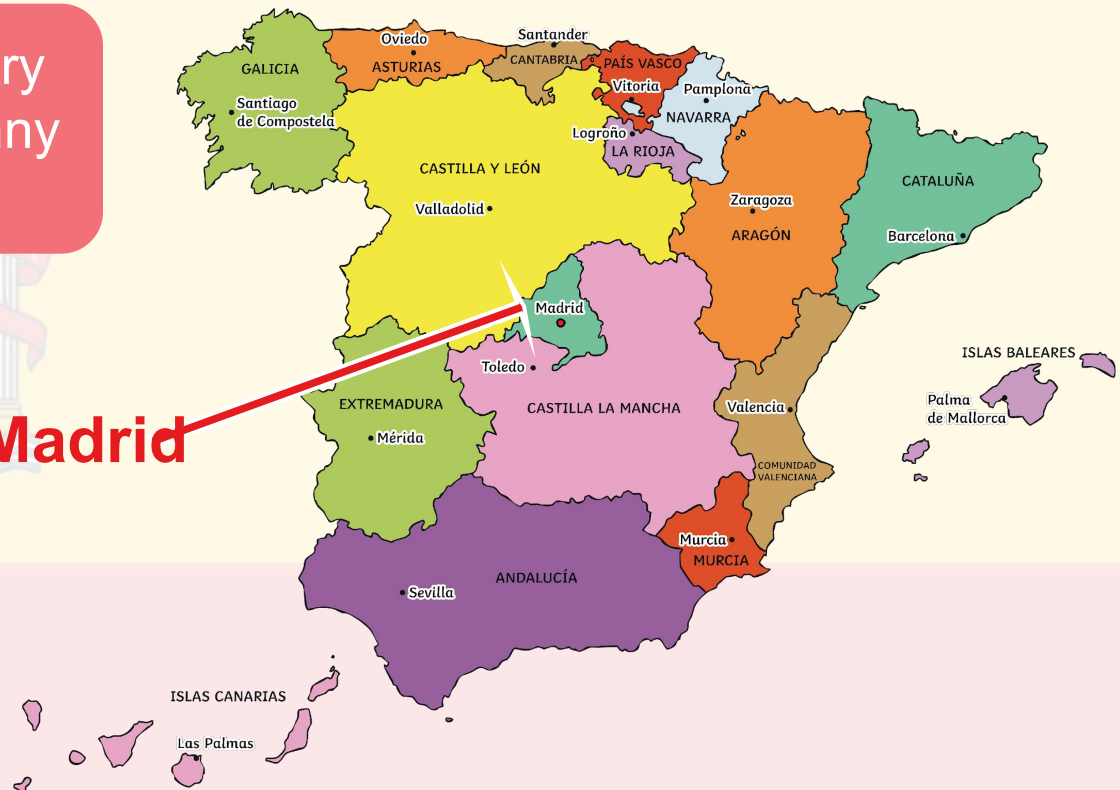 ry
ny
GALICIA
Santiago
de Compostela
Oviedo
ASTURIAS
Santander
CANTABRIA
PAÍS VASCO
Vitoria
Pamplona
NAVARRA
Logroño
LA RIOJA
CASTILLA Y LEÓN
Valladolid
Zaragoza
ARAGÓN
CATALUÑA
Barcelona
Madrid
Toledo
CASTILLA LA MANCHA
EXTREMADURA
Mérida
Madrid
Valencia
COMUNIDAD
VALENCIANA
ISLAS BALEARES
Palma
de Mallorca
Murcia
MURCIA
ANDALUCÍA
Sevilla
ISLAS CANARIAS
Las Palmas